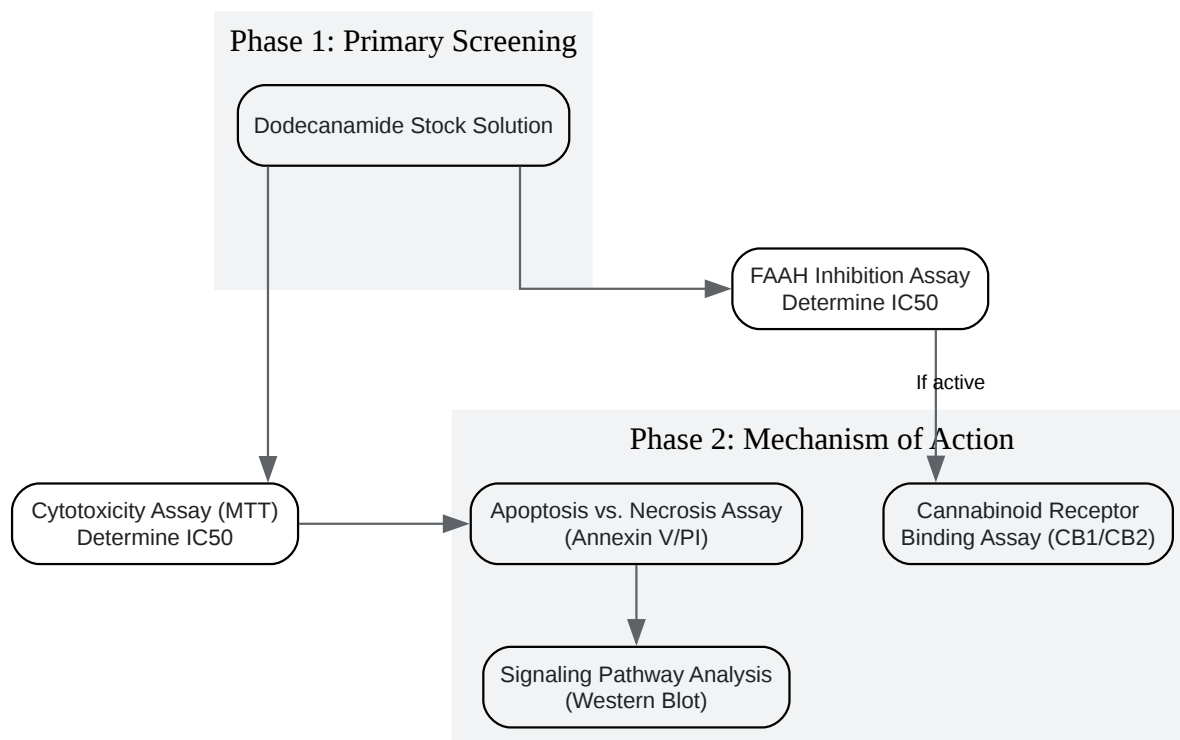 Phase 1: Primary Screening
Dodecanamide Stock Solution
FAAH Inhibition Assay
Determine IC50
If active
Phase 2: Mechanism of Action
Cytotoxicity Assay (MTT)
Determine IC50
Apoptosis vs. Necrosis Assay
(Annexin V/PI)
Cannabinoid Receptor
Binding Assay (CB1/CB2)
Signaling Pathway Analysis
(Western Blot)